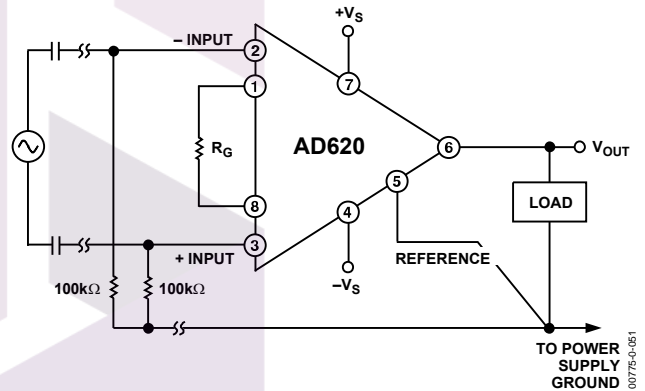 +VS
– INPUT
2
1
7
RG
AD620
6
VOUT
5
LOAD
8
4
3
+ INPUT
REFERENCE
100kΩ
100kΩ
–VS
TO POWER
SUPPLY
GROUND
00775-0-051